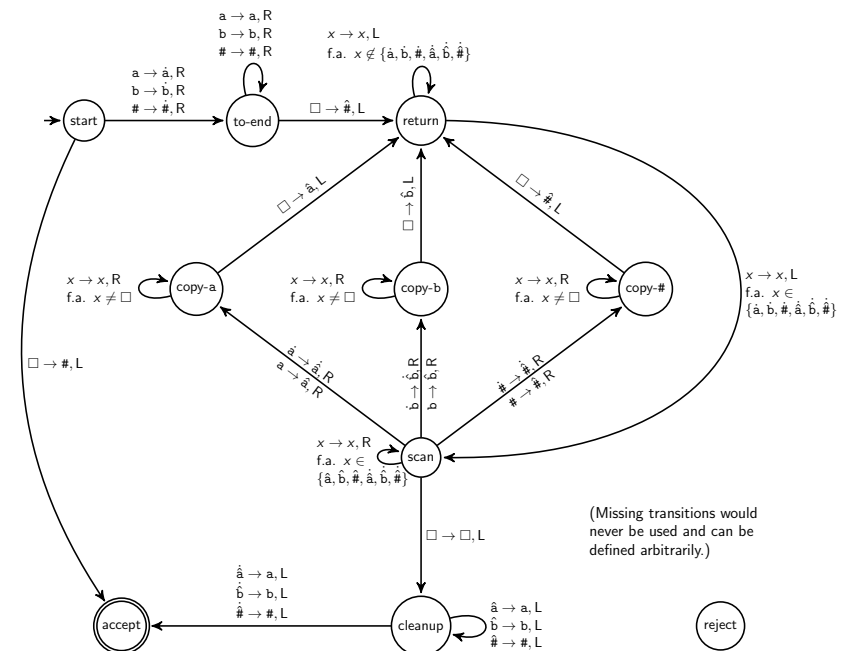 a → a, R
b → b, R
# → #, R
x → x, L
f.a. x ∉ {ȧ, ḃ, #̇, â̇, b̂̇, #̂̇}
a → ȧ, R
b → ḃ, R
# → #̇, R
□ → #̂, L
start
to-end
return
□ → â, L
□ → b̂, L
□ → #̂, L
x → x, R
f.a. x ≠ □
copy-a
x → x, R
f.a. x ≠ □
copy-b
x → x, R
f.a. x ≠ □
copy-#
x → x, L
f.a. x ∈
{ȧ, ḃ, #̇, â̇, b̂̇, #̂̇}
□ → #, L
ȧ → â̇, R
a → â, R
ḃ → b̂̇, R
b → b̂, R
#̇ → #̂̇, R
# → #̂, R
x → x, R
f.a. x ∈
{â, b̂, #̂, â̇, b̂̇, #̂̇}
scan
□ → □, L
(Missing transitions would
never be used and can be
defined arbitrarily.)
â̇ → a, L
b̂̇ → b, L
#̂̇ → #, L
accept
cleanup
â → a, L
b̂ → b, L
#̂ → #, L
reject